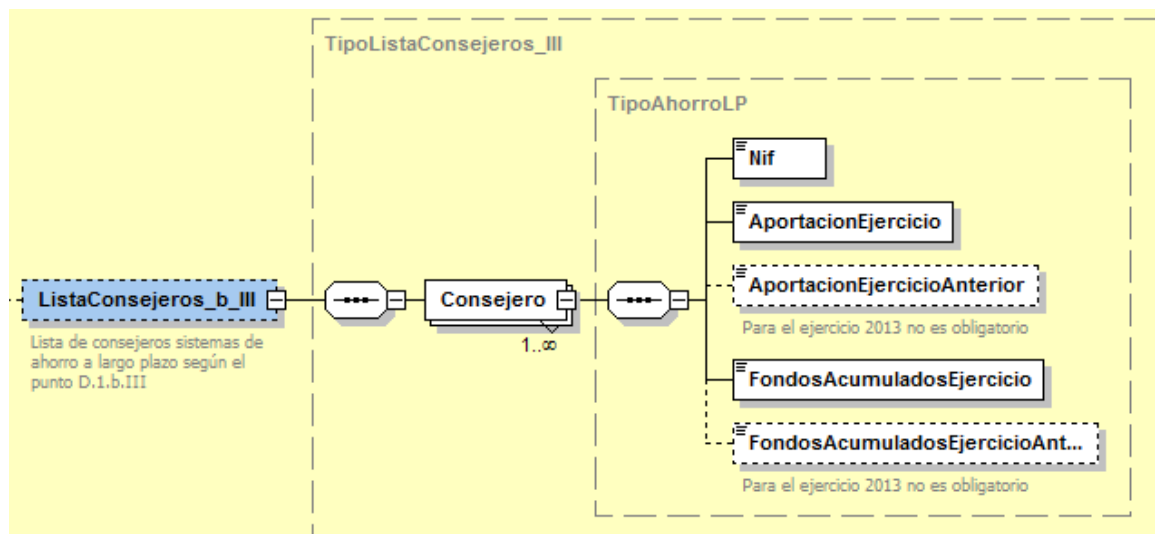 TipoListaConsejeros_III
TipoAhorroLP
Nif
AportacionEjercicio
ListaConsejeros_b_III
Consejero
AportacionEjercicioAnterior
Para el ejercicio 2013 no es obligatorio
Lista de consejeros sistemas de
ahorro a largo plazo según el
punto D.1.b.III
1..∞
FondosAcumuladosEjercicio
FondosAcumuladosEjercicioAnt...
Para el ejercicio 2013 no es obligatorio